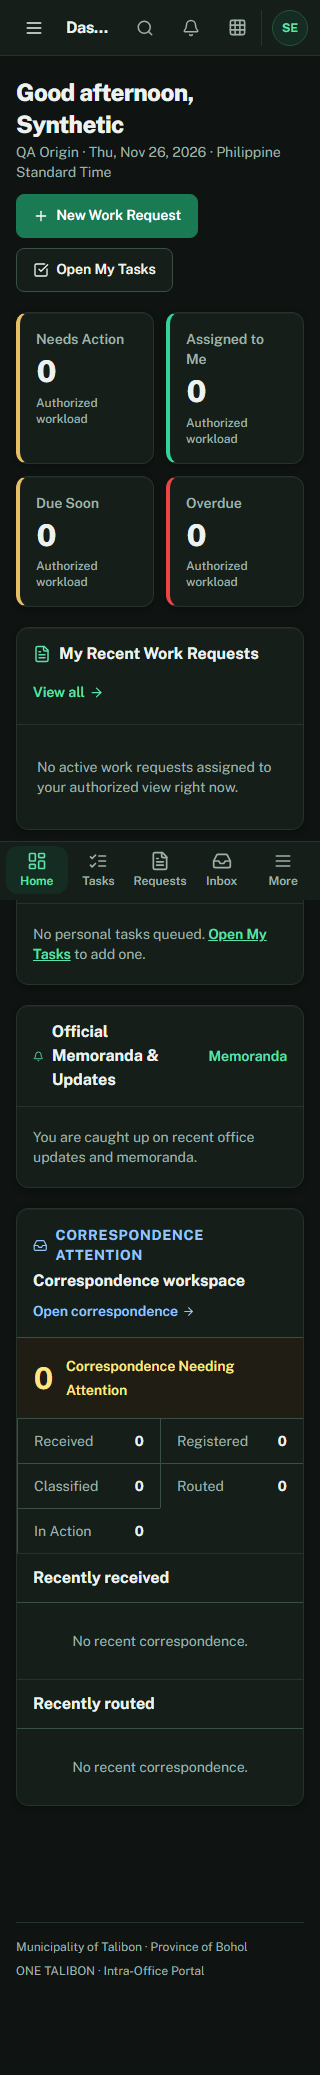 Das...
SE
Good afternoon,
Synthetic
QA Origin · Thu, Nov 26, 2026 · Philippine
Standard Time
New Work Request
Open My Tasks
Needs Action
0
Authorized
workload
Assigned to
Me
0
Authorized
workload
Due Soon
0
Authorized
workload
Overdue
0
Authorized
workload
My Recent Work Requests
View all →
No active work requests assigned to
your authorized view right now.
Home
Tasks
Requests
Inbox
More
No personal tasks queued. Open My
Tasks to add one.
Official
Memoranda &
Updates
Memoranda
You are caught up on recent office
updates and memoranda.
CORRESPONDENCE
ATTENTION
Correspondence workspace
Open correspondence →
0 Correspondence Needing
Attention
Received 0 Registered 0
Classified 0 Routed 0
In Action 0
Recently received
No recent correspondence.
Recently routed
No recent correspondence.
Municipality of Talibon · Province of Bohol
ONE TALIBON · Intra-Office Portal